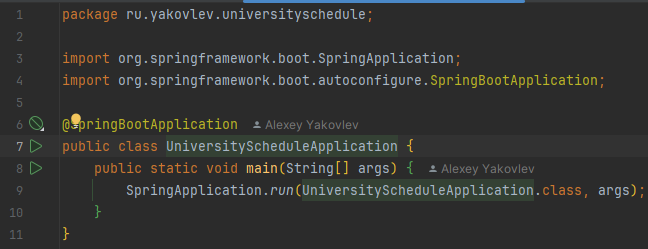 1 package ru.yakovlev.universityschedule;
2
3 import org.springframework.boot.SpringApplication;
4 import org.springframework.boot.autoconfigure.SpringBootApplication;
5
6 @SpringBootApplication Alexey Yakovlev
7 public class UniversityScheduleApplication {
8 public static void main(String[] args) { Alexey Yakovlev
9 SpringApplication.run(UniversityScheduleApplication.class, args);
10 }
11 }